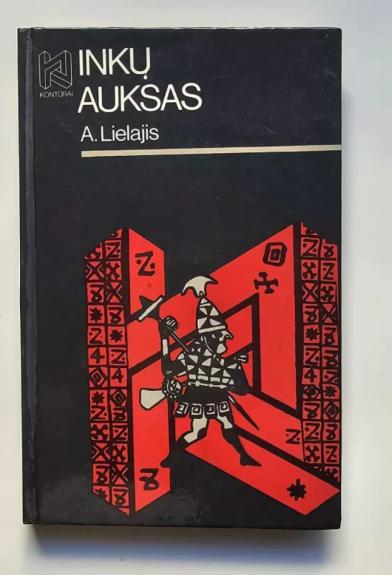 INKŲ
KONTŪRAI
AUKSAS
A. Lielajis